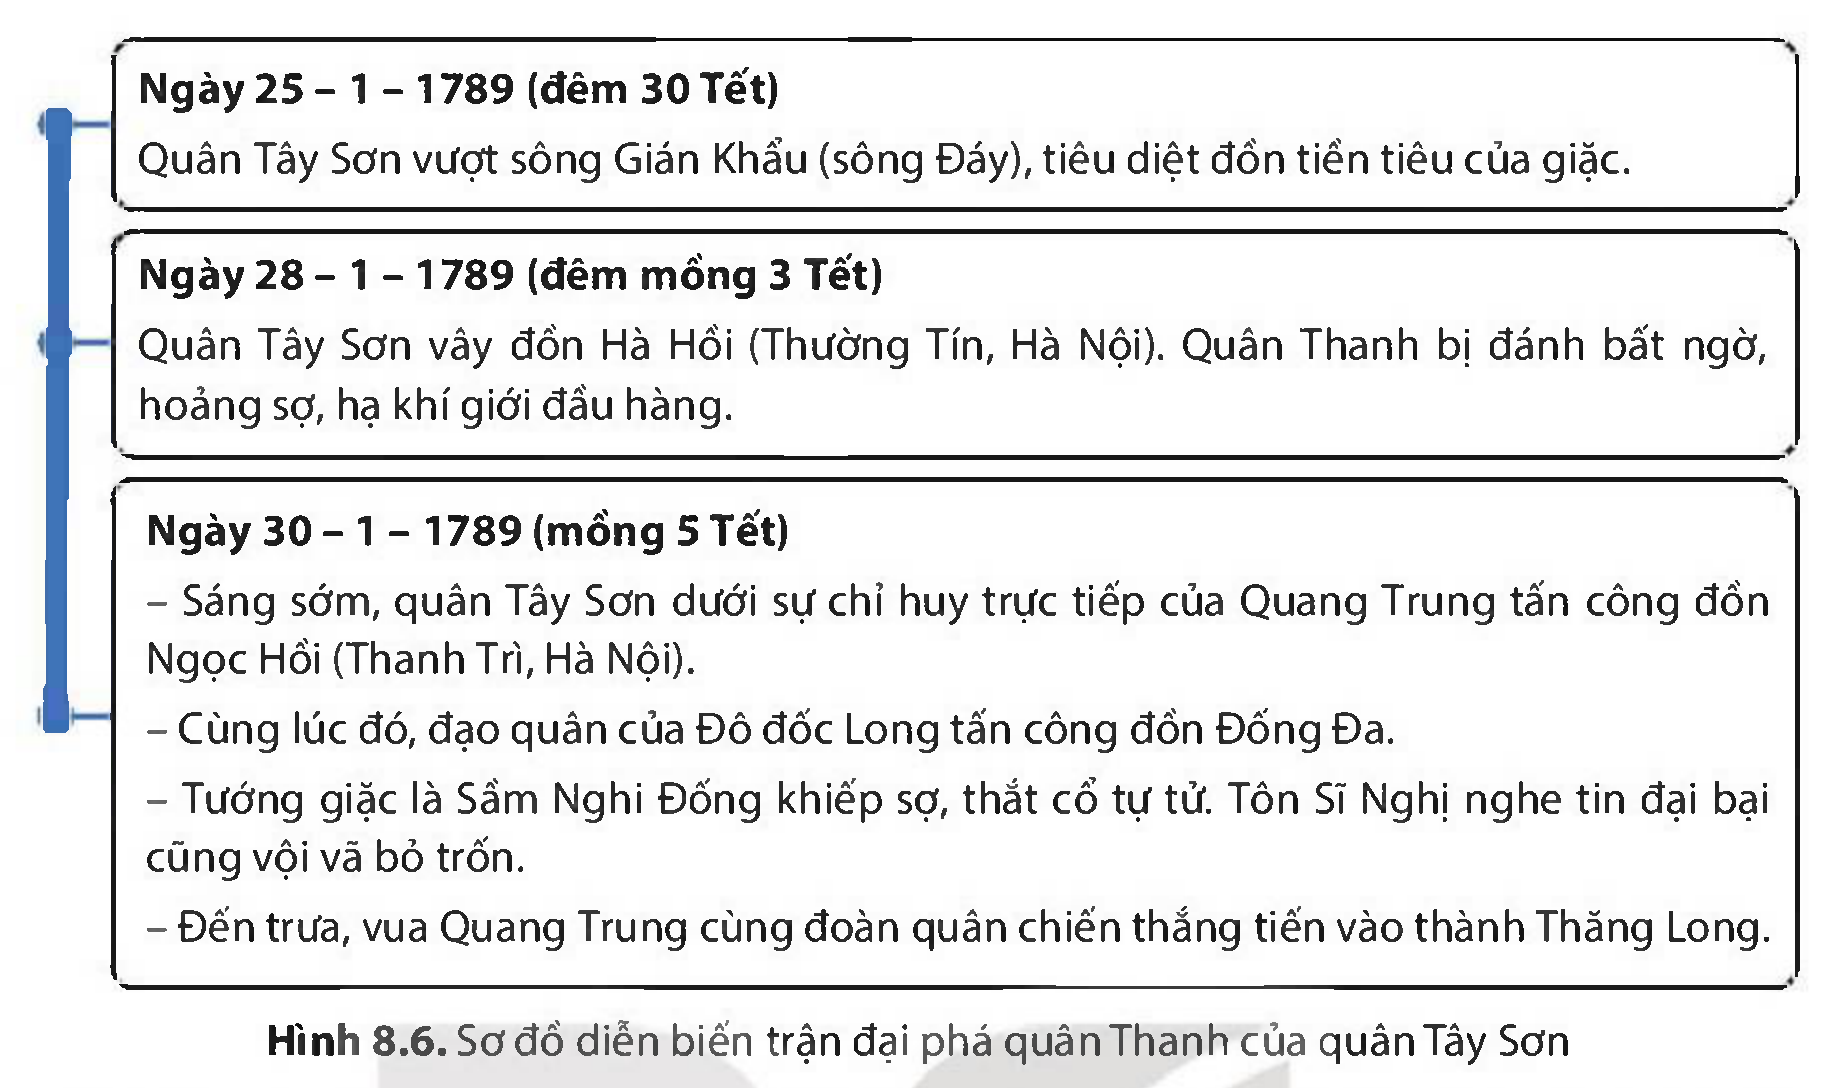 Ngày 25 – 1 – 1789 (đêm 30 Tết)
Quân Tây Sơn vượt sông Gián Khẩu (sông Đáy), tiêu diệt đồn tiền tiêu của giặc.
Ngày 28 – 1 – 1789 (đêm mồng 3 Tết)
Quân Tây Sơn vây đồn Hà Hồi (Thường Tín, Hà Nội). Quân Thanh bị đánh bất ngờ,
hoảng sợ, hạ khí giới đầu hàng.
Ngày 30 – 1 – 1789 (mồng 5 Tết)
– Sáng sớm, quân Tây Sơn dưới sự chỉ huy trực tiếp của Quang Trung tấn công đồn
Ngọc Hồi (Thanh Trì, Hà Nội).
– Cùng lúc đó, đạo quân của Đô đốc Long tấn công đồn Đống Đa.
– Tướng giặc là Sầm Nghi Đống khiếp sợ, thắt cổ tự tử. Tôn Sĩ Nghị nghe tin đại bại
cũng vội vã bỏ trốn.
– Đến trưa, vua Quang Trung cùng đoàn quân chiến thắng tiến vào thành Thăng Long.
Hình 8.6. Sơ đồ diễn biến trận đại phá quân Thanh của quân Tây Sơn